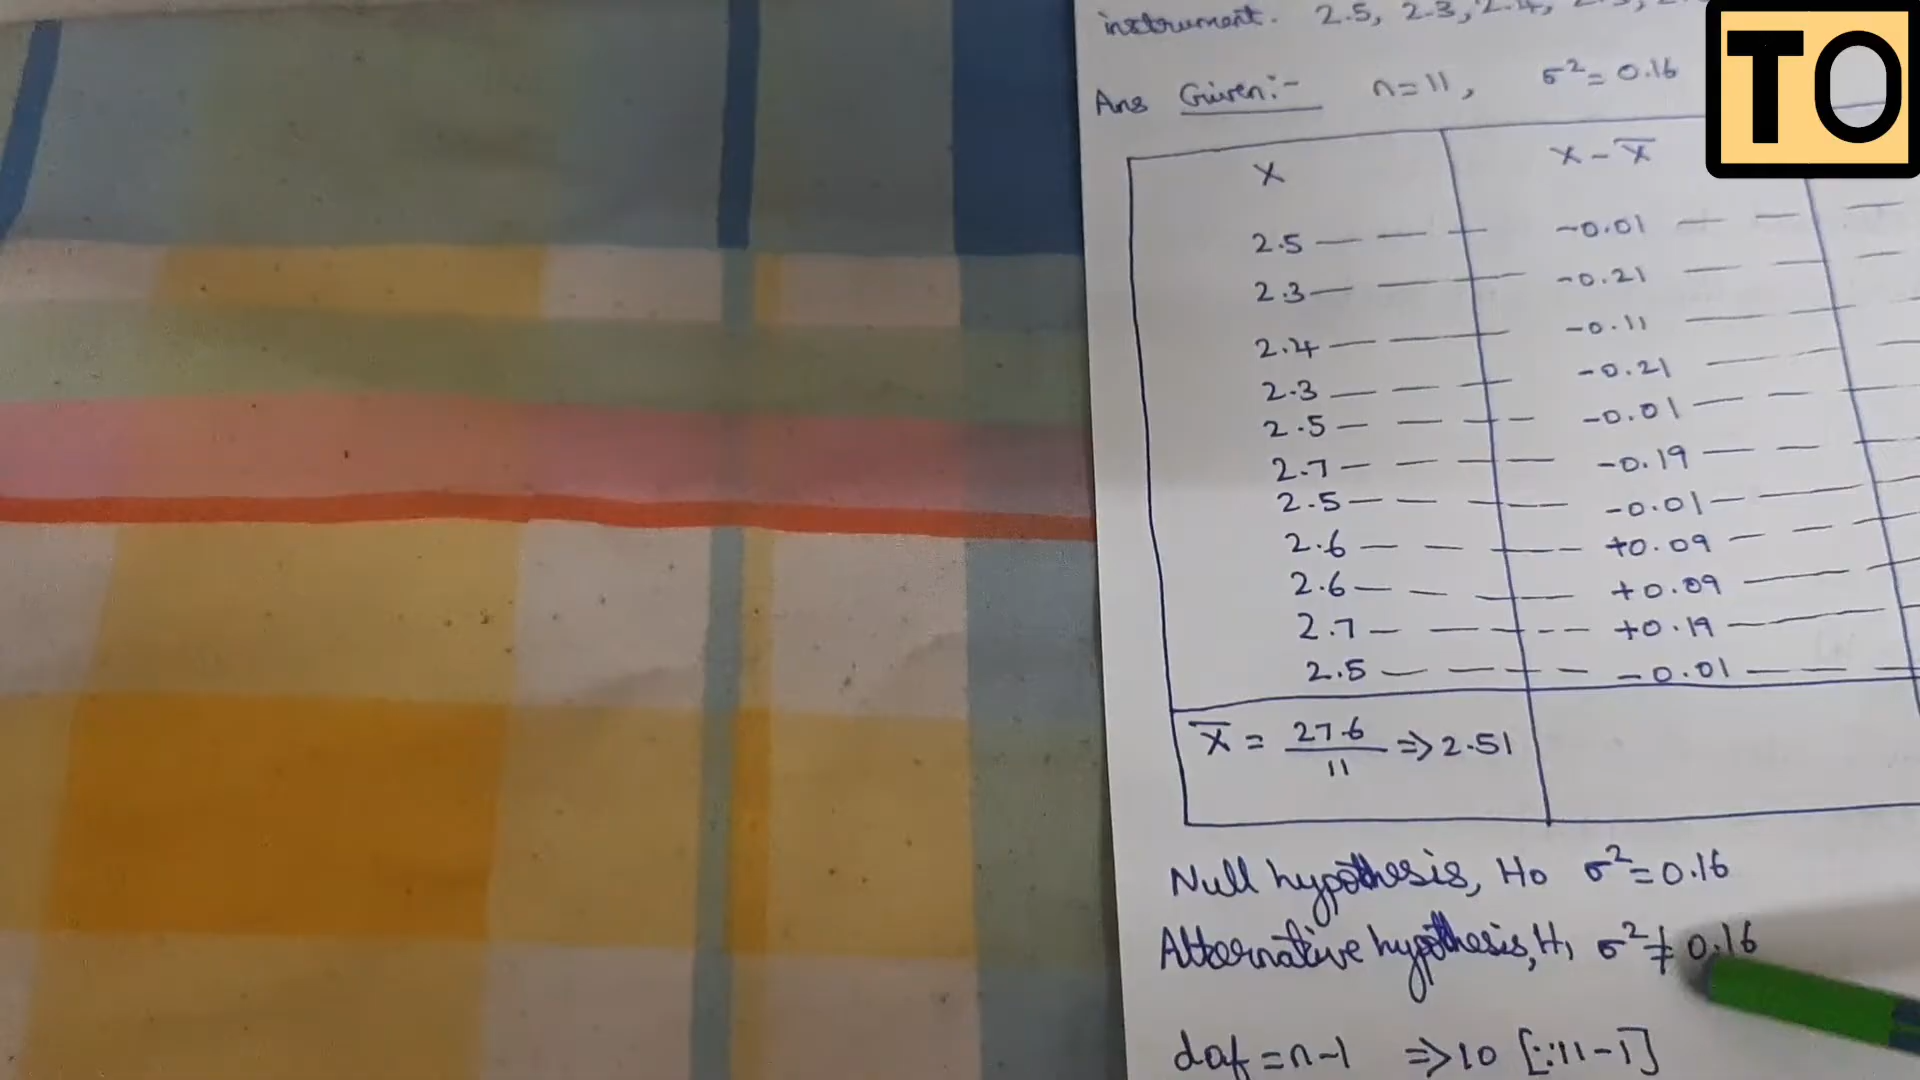 instrument. 2.5, 2.3, 2.4,
TO
Ans Given:- n=11, σ²=0.16
X X-X̅
2.5 -0.01
2.3 -0.21
2.4 -0.11
2.3 -0.21
2.5 -0.01
2.7 -0.19
2.5 -0.01
2.6 +0.09
2.6 +0.09
2.7 +0.19
2.5 -0.01
X̅ = 27.6/11 => 2.51
Null hypothesis, H0 σ²=0.16
Alternative hypothesis, H1 σ²≠0.16
dof = n-1 => 10 [∵11-1]